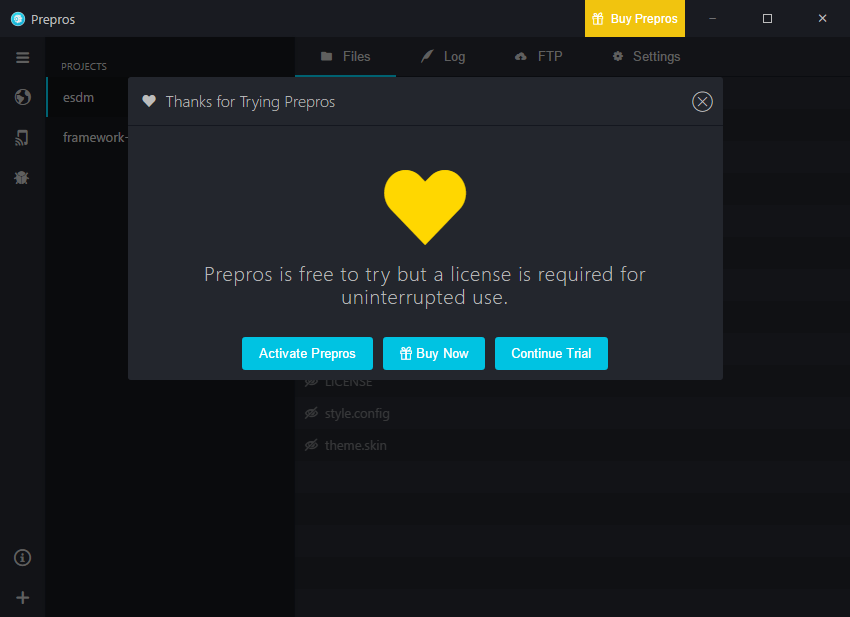 Prepros
Buy Prepros
PROJECTS
Files
Log
FTP
Settings
esdm
framework-
Thanks for Trying Prepros
Prepros is free to try but a license is required for
uninterrupted use.
Activate Prepros
Buy Now
Continue Trial
LICENSE
style.config
theme.skin